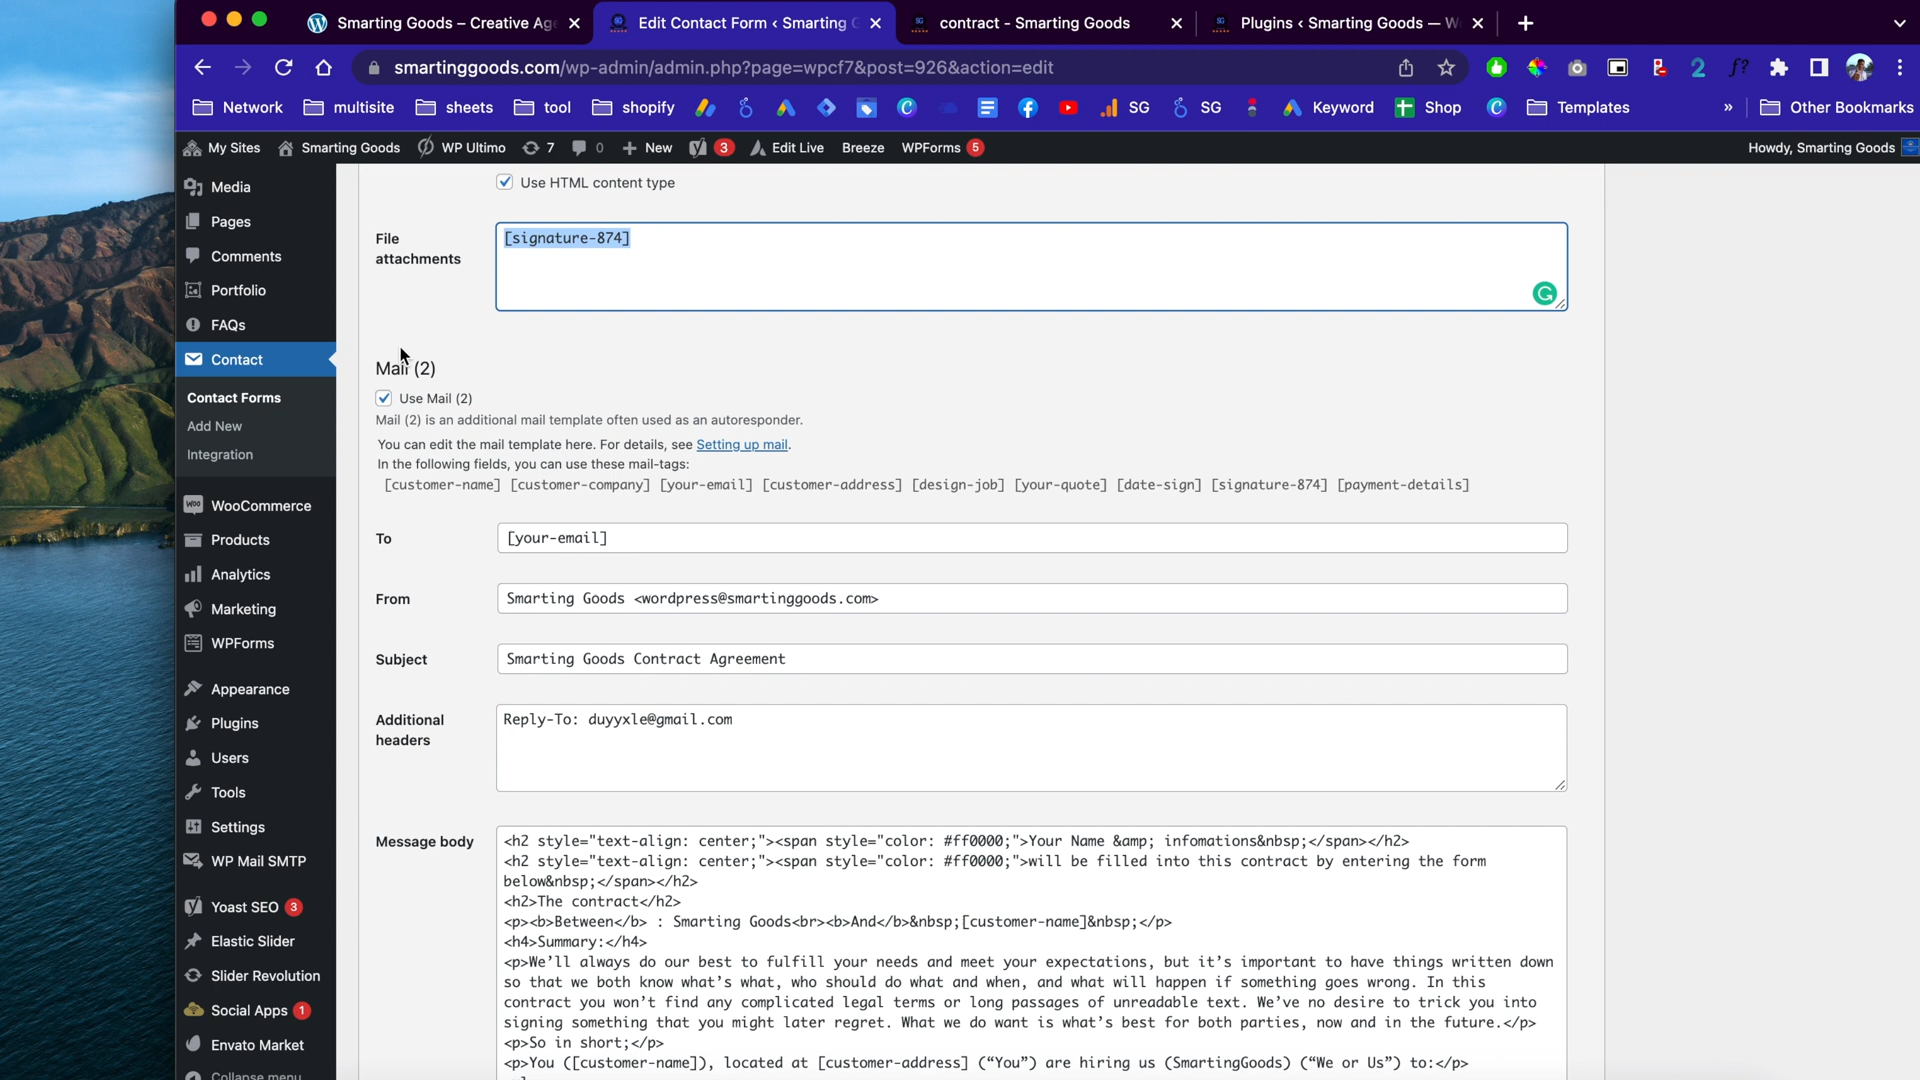 Smarting Goods – Creative Age
Edit Contact Form ‹ Smarting G
contract - Smarting Goods
Plugins ‹ Smarting Goods — W
smartinggoods.com/wp-admin/admin.php?page=wpcf7&post=926&action=edit
Network
multisite
sheets
tool
shopify
SG
SG
Keyword
Shop
Templates
»
Other Bookmarks
My Sites
Smarting Goods
WP Ultimo
7
0
New
3
Edit Live
Breeze
WPForms 5
Howdy, Smarting Goods
Media
Pages
Comments
Portfolio
FAQs
Contact
Contact Forms
Add New
Integration
WooCommerce
Products
Analytics
Marketing
WPForms
Appearance
Plugins
Users
Tools
Settings
WP Mail SMTP
Yoast SEO 3
Elastic Slider
Slider Revolution
Social Apps 1
Envato Market
Collapse menu
Use HTML content type
File
attachments
[signature-874]
Mail (2)
Use Mail (2)
Mail (2) is an additional mail template often used as an autoresponder.
You can edit the mail template here. For details, see Setting up mail.
In the following fields, you can use these mail-tags:
[customer-name] [customer-company] [your-email] [customer-address] [design-job] [your-quote] [date-sign] [signature-874] [payment-details]
To
[your-email]
From
Smarting Goods <wordpress@smartinggoods.com>
Subject
Smarting Goods Contract Agreement
Additional
headers
Reply-To: duyyxle@gmail.com
Message body
<h2 style="text-align: center;"><span style="color: #ff0000;">Your Name &amp; infomations&nbsp;</span></h2>
<h2 style="text-align: center;"><span style="color: #ff0000;">will be filled into this contract by entering the form
below&nbsp;</span></h2>
<h2>The contract</h2>
<p><b>Between</b> : Smarting Goods<br><b>And</b>&nbsp;[customer-name]&nbsp;</p>
<h4>Summary:</h4>
<p>We’ll always do our best to fulfill your needs and meet your expectations, but it’s important to have things written down
so that we both know what’s what, who should do what and when, and what will happen if something goes wrong. In this
contract you won’t find any complicated legal terms or long passages of unreadable text. We’ve no desire to trick you into
signing something that you might later regret. What we do want is what’s best for both parties, now and in the future.</p>
<p>So in short;</p>
<p>You ([customer-name]), located at [customer-address] (“You”) are hiring us (SmartingGoods) (“We or Us”) to:</p>